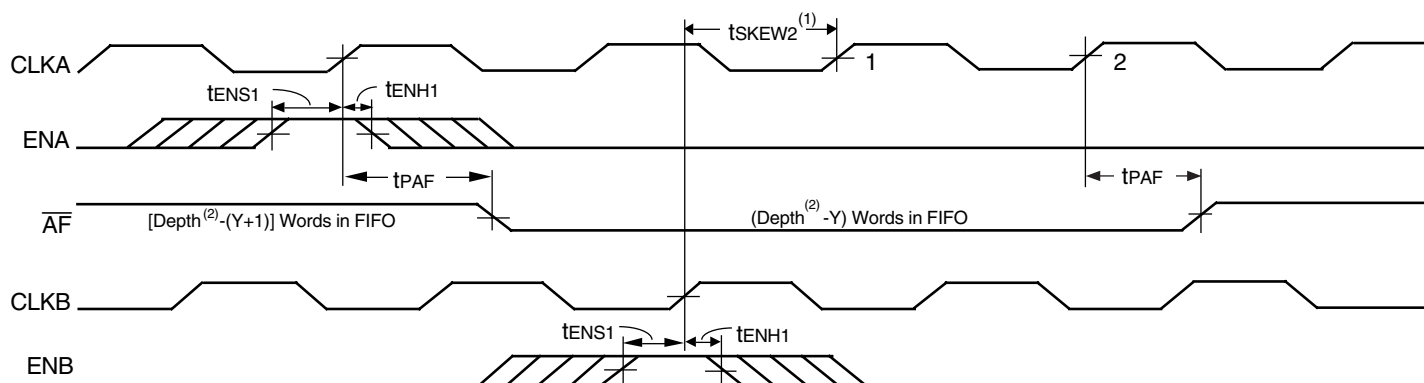 tSKEW2(1)
CLKA
1
2
tENS1
tENH1
ENA
tPAF
tPAF
AF
[Depth(2)-(Y+1)] Words in FIFO
(Depth(2) -Y) Words in FIFO
CLKB
tENS1
tENH1
ENB